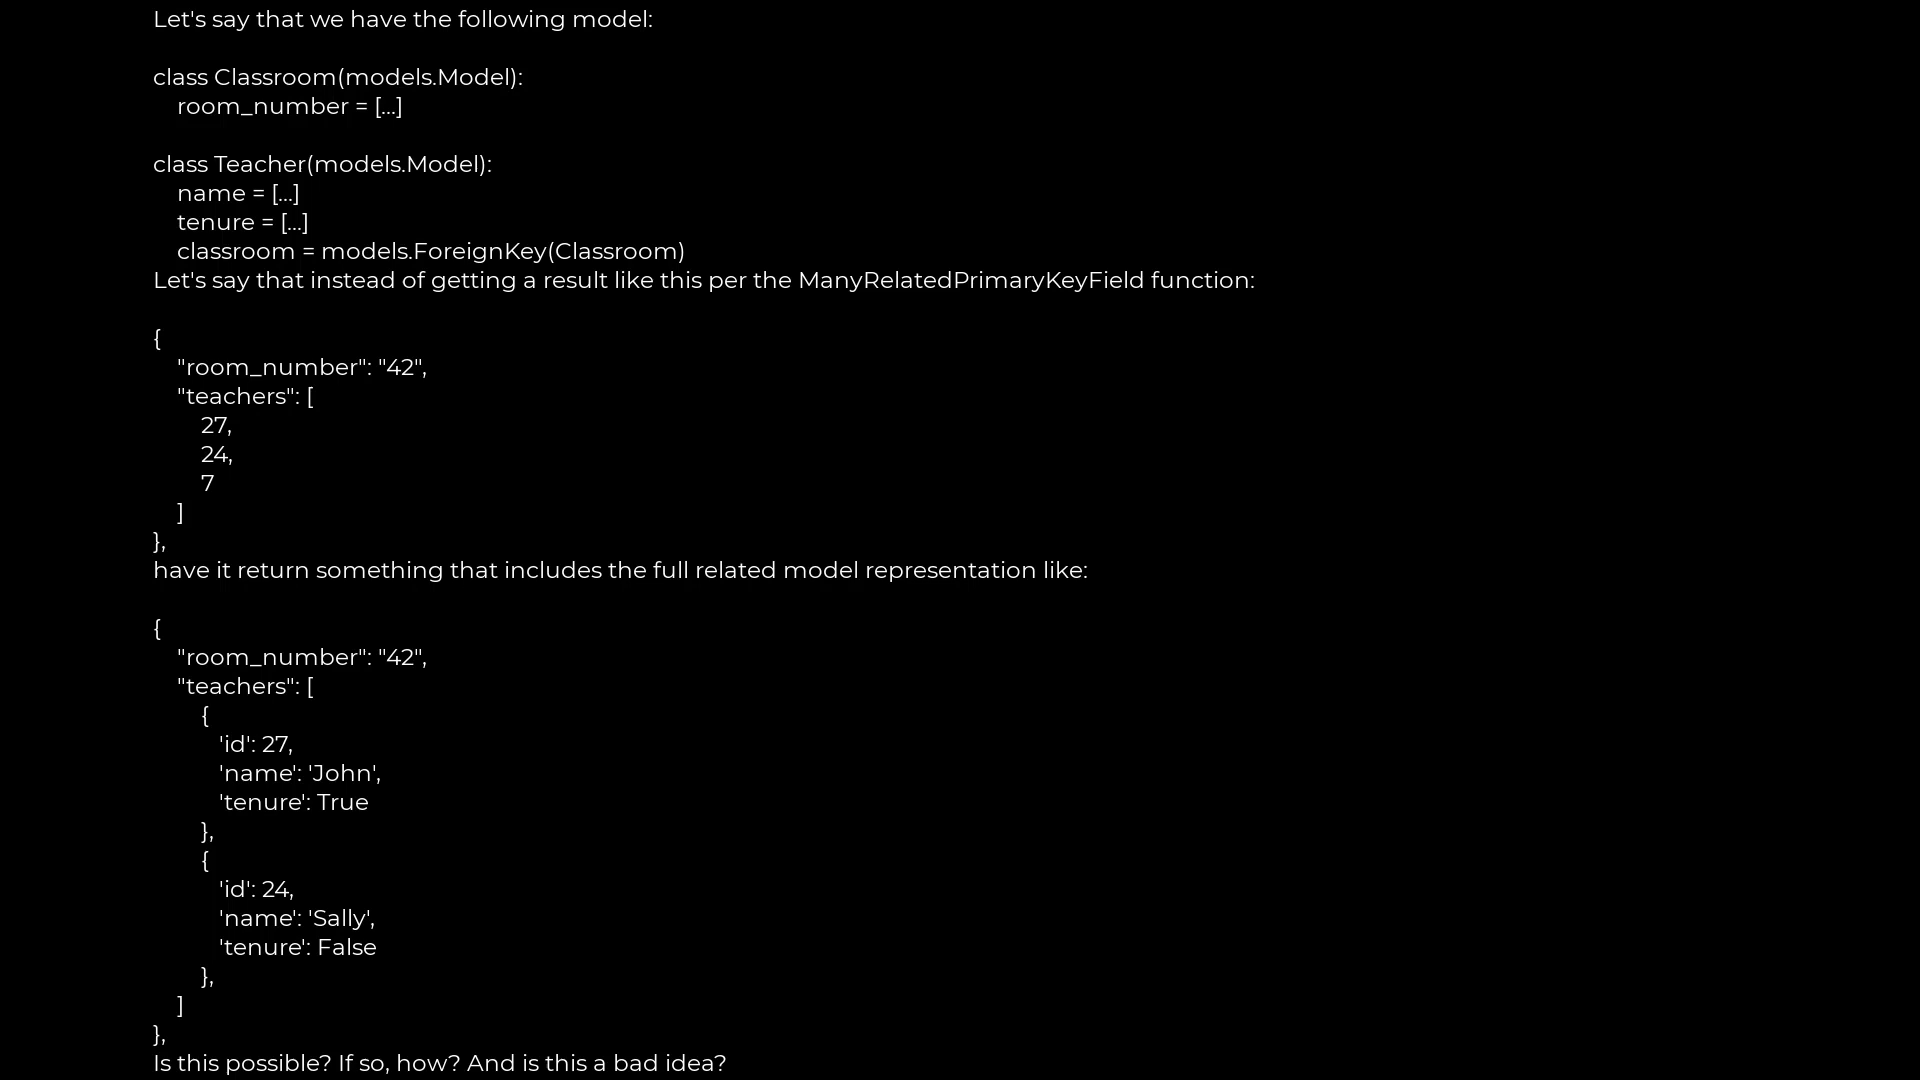 Let's say that we have the following model:
class Classroom(models.Model):
room_number = [...]
class Teacher(models.Model):
name = [...]
tenure = [...]
classroom = models.ForeignKey(Classroom)
Let's say that instead of getting a result like this per the ManyRelatedPrimaryKeyField function:
{
"room_number": "42",
"teachers": [
27,
24,
7
]
},
have it return something that includes the full related model representation like:
{
"room_number": "42",
"teachers": [
{
'id': 27,
'name': 'John',
'tenure': True
},
{
'id': 24,
'name': 'Sally',
'tenure': False
},
]
},
Is this possible? If so, how? And is this a bad idea?